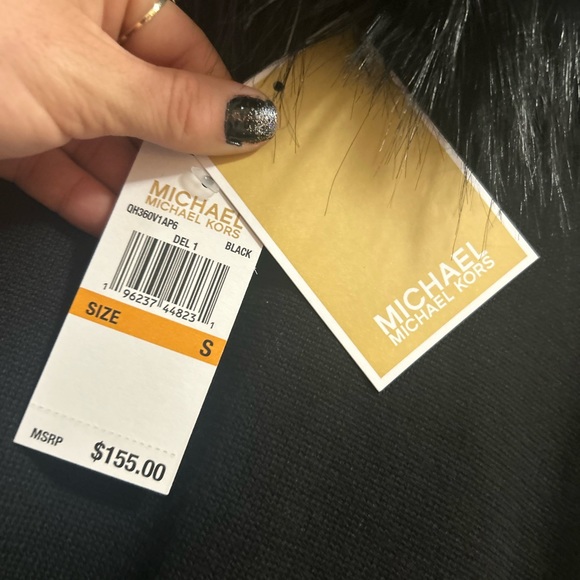 MICHAEL
MICHAEL KORS
QH360V1AP6
DEL 1
BLACK
1 96237 44823 1
SIZE S
MSRP $155.00
MICHAEL
MICHAEL KORS